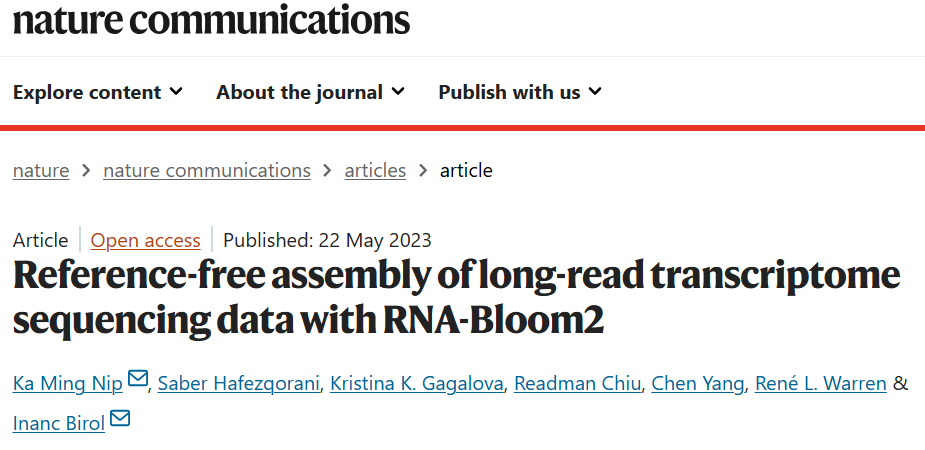 nature communications
Explore content About the journal Publish with us
nature > nature communications > articles > article
Article | Open access | Published: 22 May 2023
Reference-free assembly of long-read transcriptome
sequencing data with RNA-Bloom2
Ka Ming Nip, Saber Hafezqorani, Kristina K. Gagalova, Readman Chiu, Chen Yang, René L. Warren &
Inanc Birol